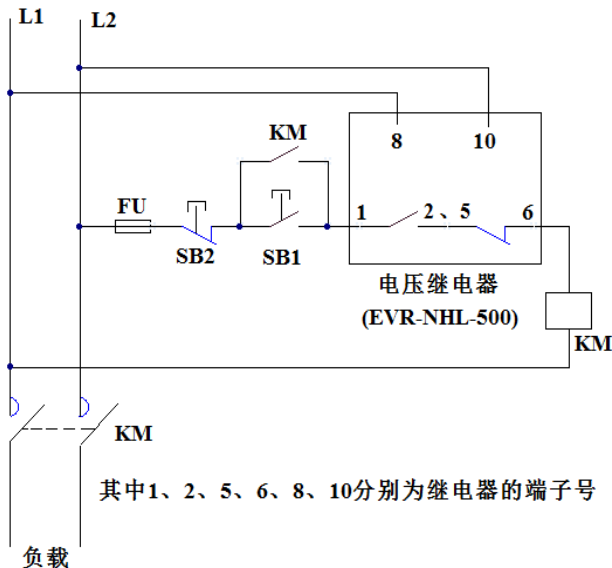 L1 L2
KM
8 10
FU
1 2、5 6
SB2 SB1
电压继电器
(EVR-NHL-500)
KM
KM
其中1、2、5、6、8、10分别为继电器的端子号
负载